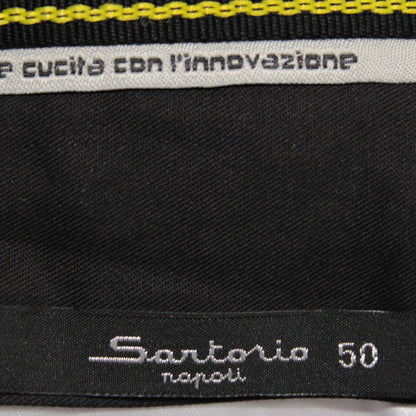 e cucita con l'innovazione
Sartorio 50
napoli